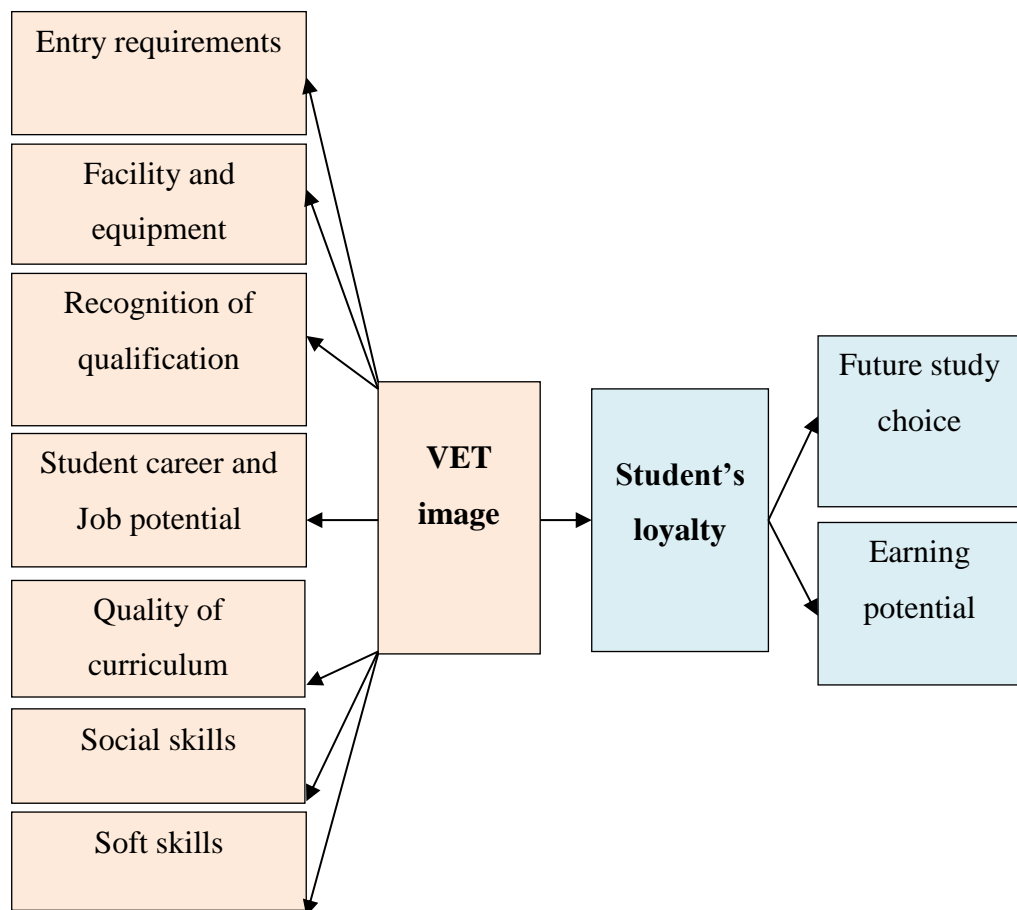 Entry requirements
Facility and
equipment
Recognition of
qualification
Student career and
Job potential
Quality of
curriculum
Social skills
Soft skills
VET
image
Student’s
loyalty
Future study
choice
Earning
potential